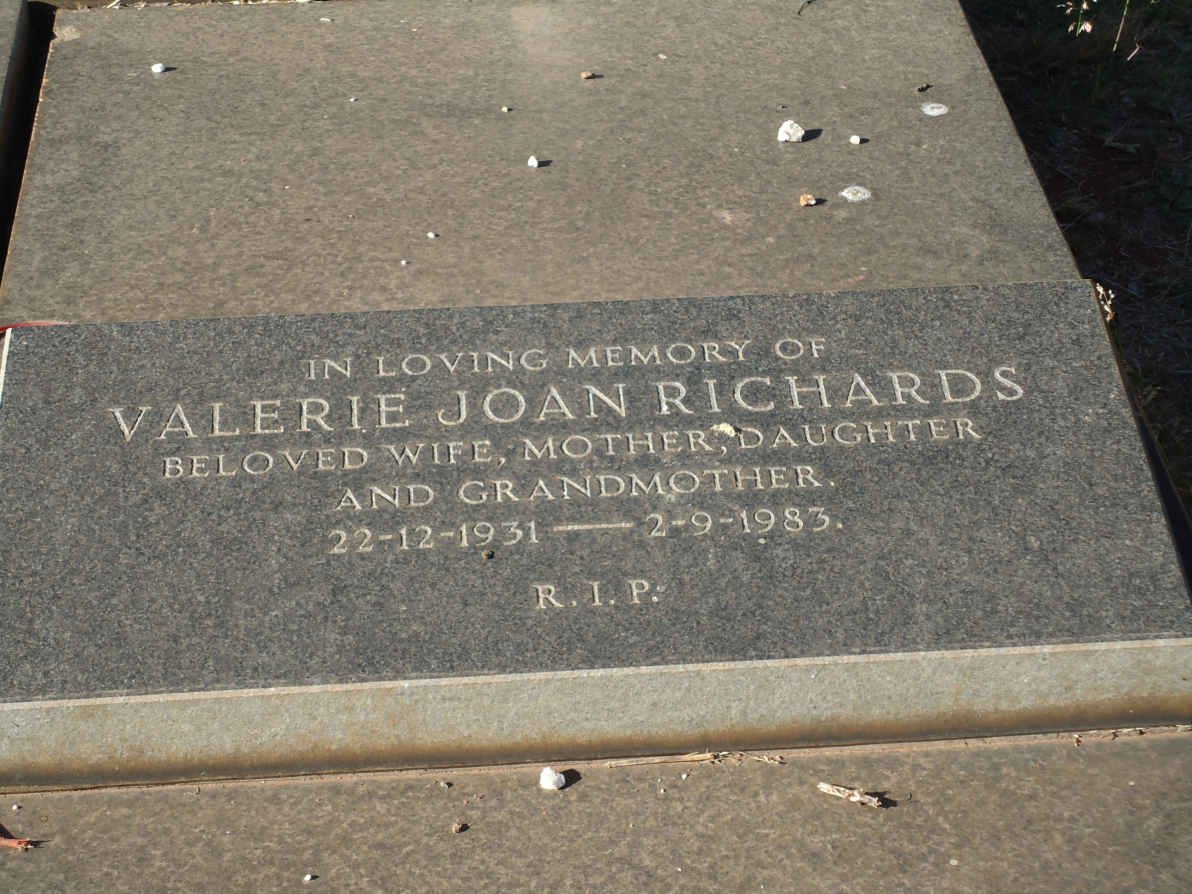 IN LOVING MEMORY OF
VALERIE JOAN RICHARDS
BELOVED WIFE, MOTHER, DAUGHTER
AND GRANDMOTHER.
22-12-1931 — 2-9-1983.
R.I.P.